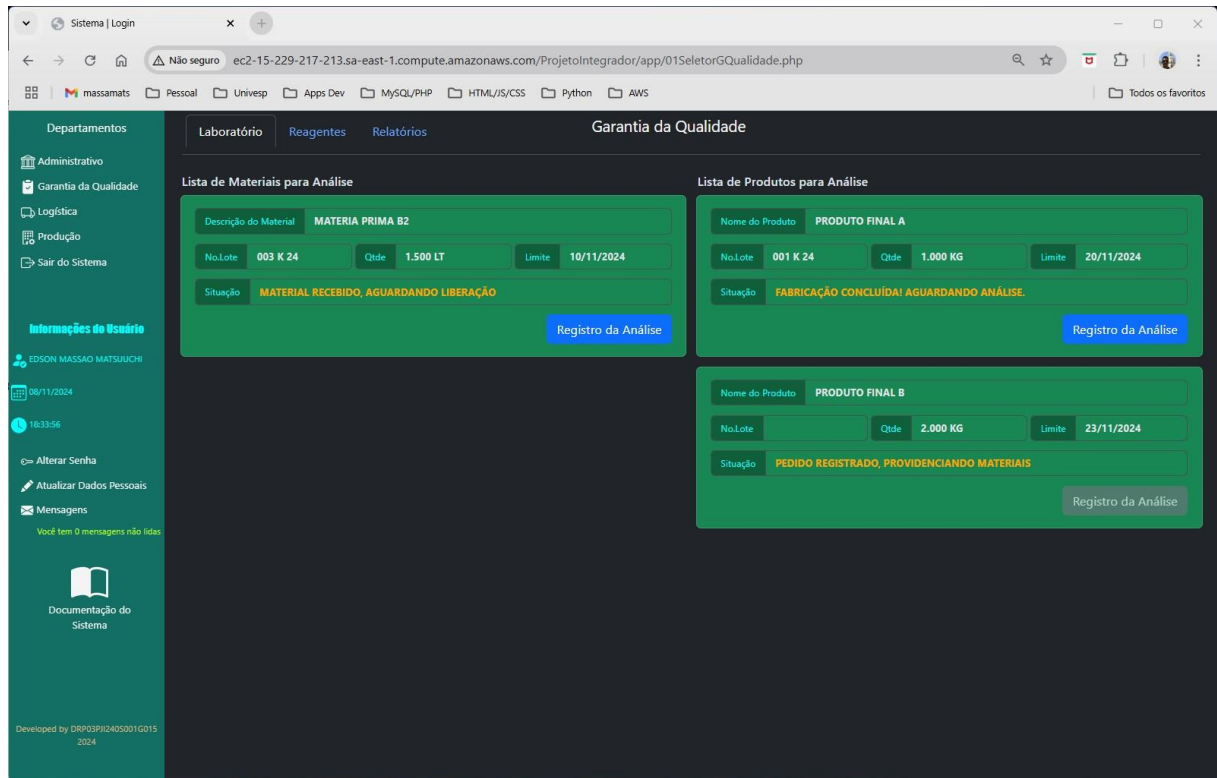 Sistema | Login
Não seguro ec2-15-229-217-213.sa-east-1.compute.amazonaws.com/ProjetoIntegrador/app/01SeletorGQualidade.php
massamats Pessoal Univesp Apps Dev MySQL/PHP HTML/JS/CSS Python AWS Todos os favoritos
Departamentos
Administrativo
Garantia da Qualidade
Logística
Produção
Sair do Sistema
Informações do Usuário
EDSON MASSAO MATSUUCHI
08/11/2024
18:33:56
Alterar Senha
Atualizar Dados Pessoais
Mensagens
Você tem 0 mensagens não lidas
Documentação do
Sistema
Developed by DRP03PJI240S001G015
2024
Laboratório Reagentes Relatórios Garantia da Qualidade
Lista de Materiais para Análise
Descrição do Material MATERIA PRIMA B2
No.Lote 003 K 24 Qtde 1.500 LT Limite 10/11/2024
Situação MATERIAL RECEBIDO, AGUARDANDO LIBERAÇÃO
Registro da Análise
Lista de Produtos para Análise
Nome do Produto PRODUTO FINAL A
No.Lote 001 K 24 Qtde 1.000 KG Limite 20/11/2024
Situação FABRICAÇÃO CONCLUÍDA! AGUARDANDO ANÁLISE.
Registro da Análise
Nome do Produto PRODUTO FINAL B
No.Lote Qtde 2.000 KG Limite 23/11/2024
Situação PEDIDO REGISTRADO, PROVIDENCIANDO MATERIAIS
Registro da Análise